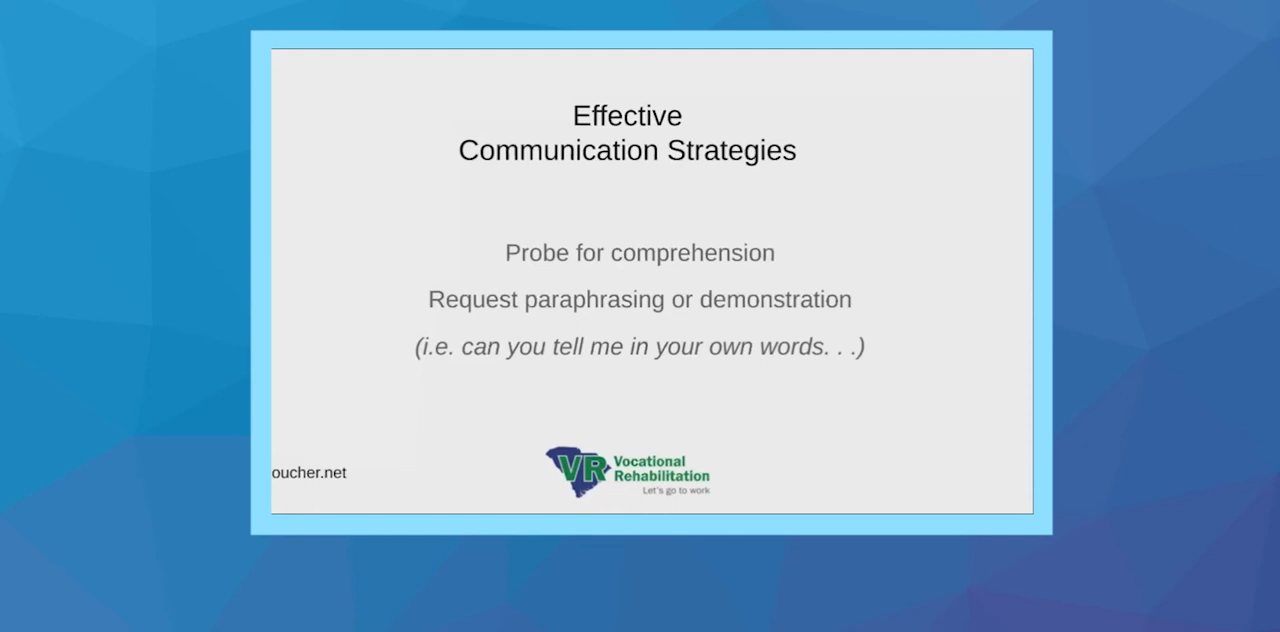 Effective
Communication Strategies
Probe for comprehension
Request paraphrasing or demonstration
(i.e. can you tell me in your own words. . .)
oucher.net
VR Vocational
Rehabilitation
Let's go to work